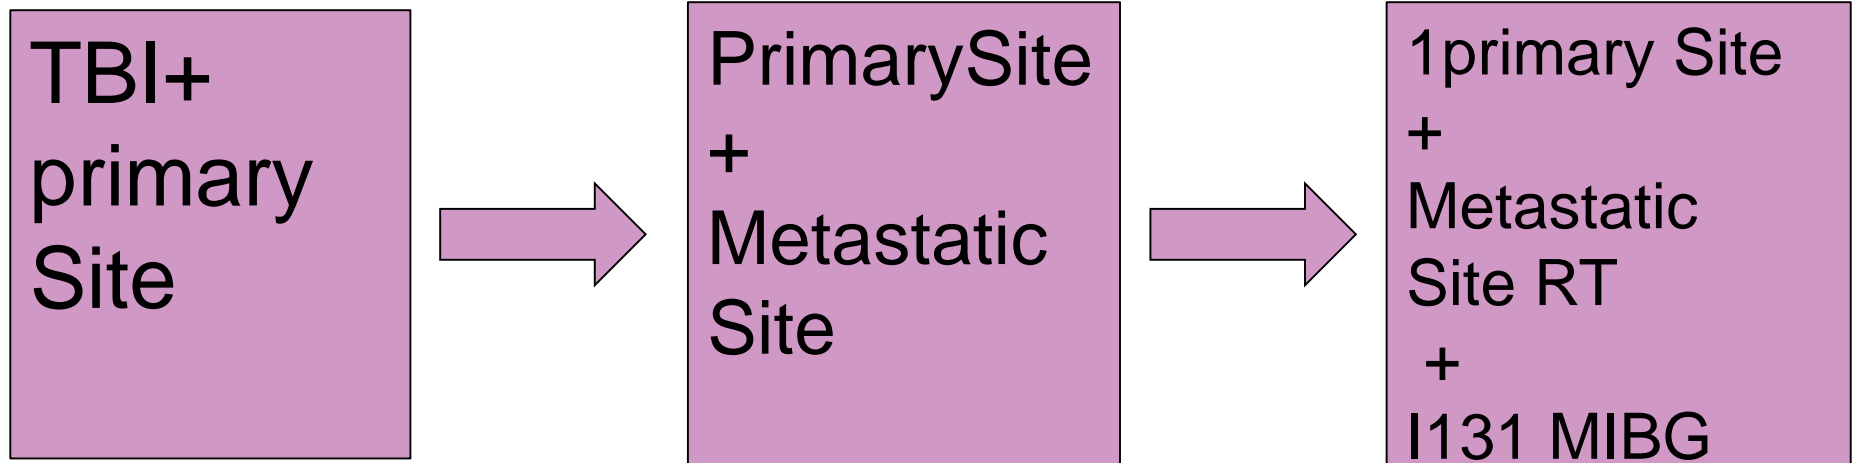 TBI+
primary
Site
PrimarySite
+
Metastatic
Site
1primary Site
+
Metastatic
Site RT
+
I131 MIBG